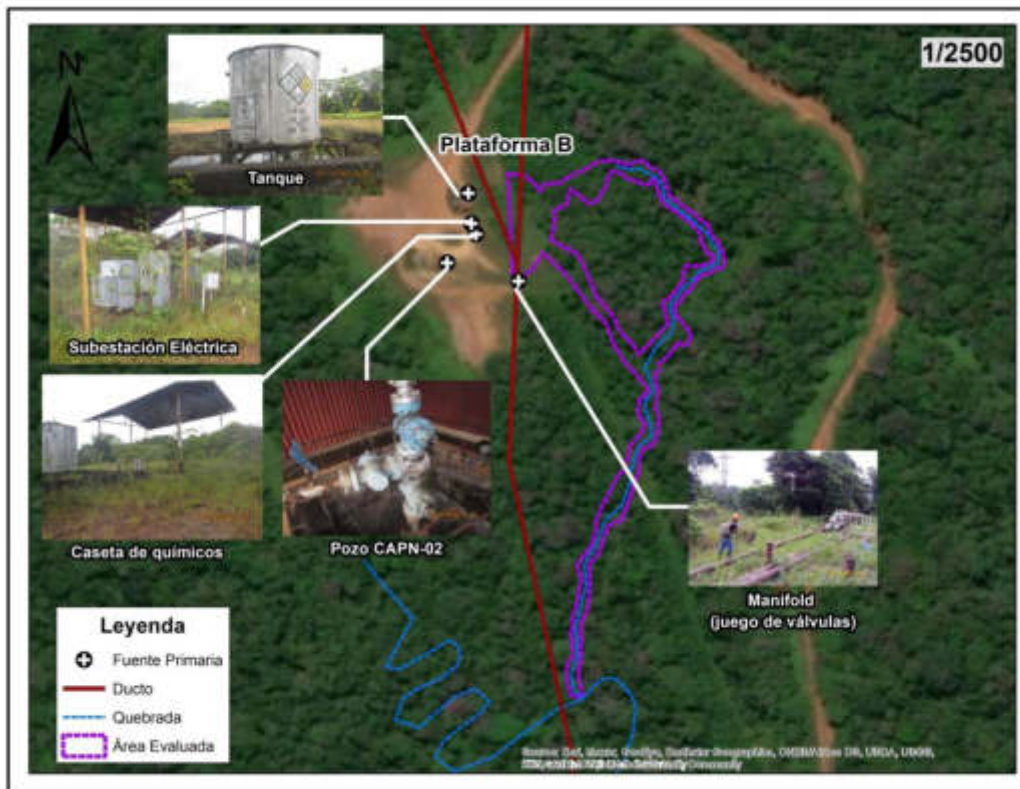 1/2500
N
Plataforma B
Tanque
Subestación Eléctrica
Caseta de químicos
Pozo CAPN-02
Manifold
(juego de válvulas)
Leyenda
Fuente Primaria
Ducto
Quebrada
Área Evaluada